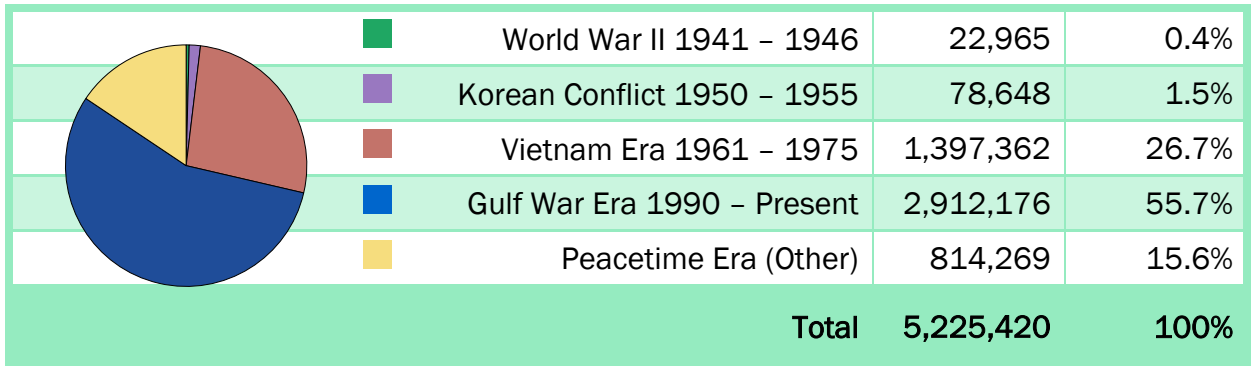 World War II 1941 – 1946 22,965 0.4%
Korean Conflict 1950 – 1955 78,648 1.5%
Vietnam Era 1961 – 1975 1,397,362 26.7%
Gulf War Era 1990 – Present 2,912,176 55.7%
Peacetime Era (Other) 814,269 15.6%
Total 5,225,420 100%